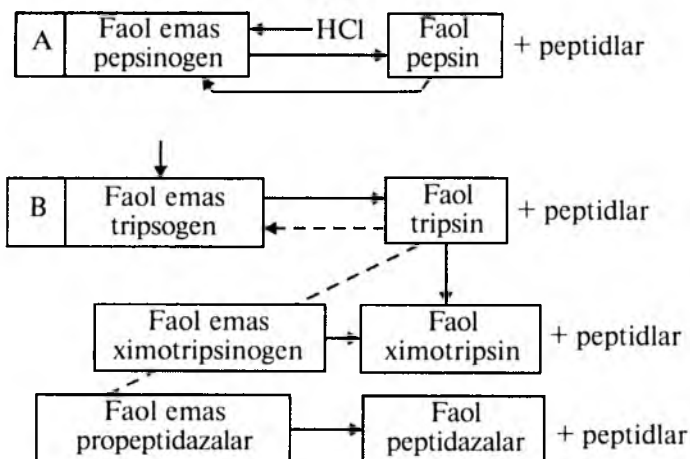 A
Faol emas
pepsinogen
HCl
Faol
pepsin
+ peptidlar
B
Faol emas
tripsogen
Faol
tripsin
+ peptidlar
Faol emas
ximotripsinogen
Faol
ximotripsin
+ peptidlar
Faol emas
propeptidazalar
Faol
peptidazalar
+ peptidlar